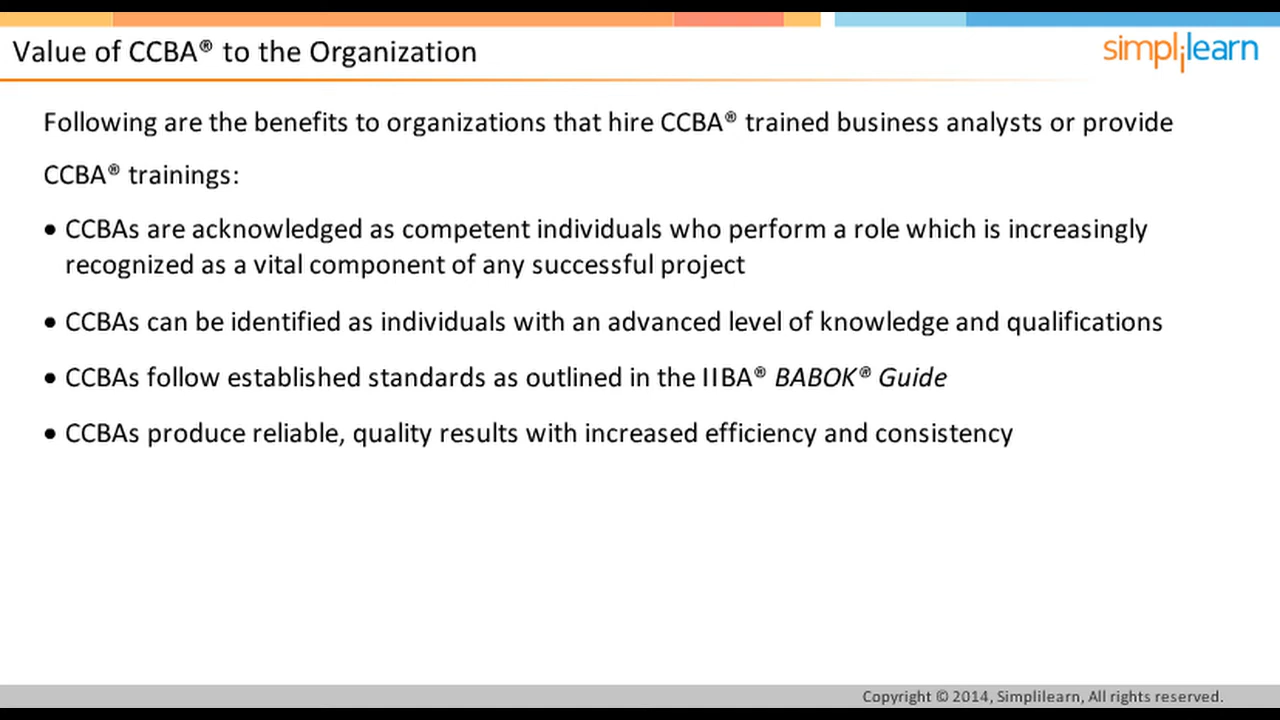 Value of CCBA® to the Organization
simplilearn
Following are the benefits to organizations that hire CCBA® trained business analysts or provide
CCBA® trainings:
• CCBAs are acknowledged as competent individuals who perform a role which is increasingly
recognized as a vital component of any successful project
• CCBAs can be identified as individuals with an advanced level of knowledge and qualifications
• CCBAs follow established standards as outlined in the IIBA® BABOK® Guide
• CCBAs produce reliable, quality results with increased efficiency and consistency
Copyright © 2014, Simplilearn, All rights reserved.